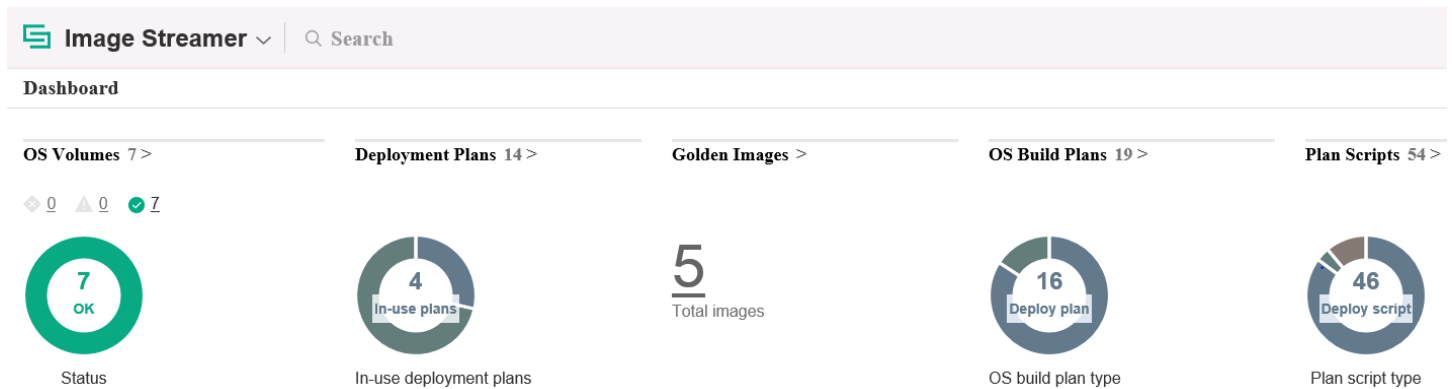 Image Streamer Search
Dashboard
OS Volumes 7 >
0 0 7
7
OK
Status
Deployment Plans 14 >
4
In-use plans
In-use deployment plans
Golden Images >
5
Total images
OS Build Plans 19 >
16
Deploy plan
OS build plan type
Plan Scripts 54 >
46
Deploy script
Plan script type